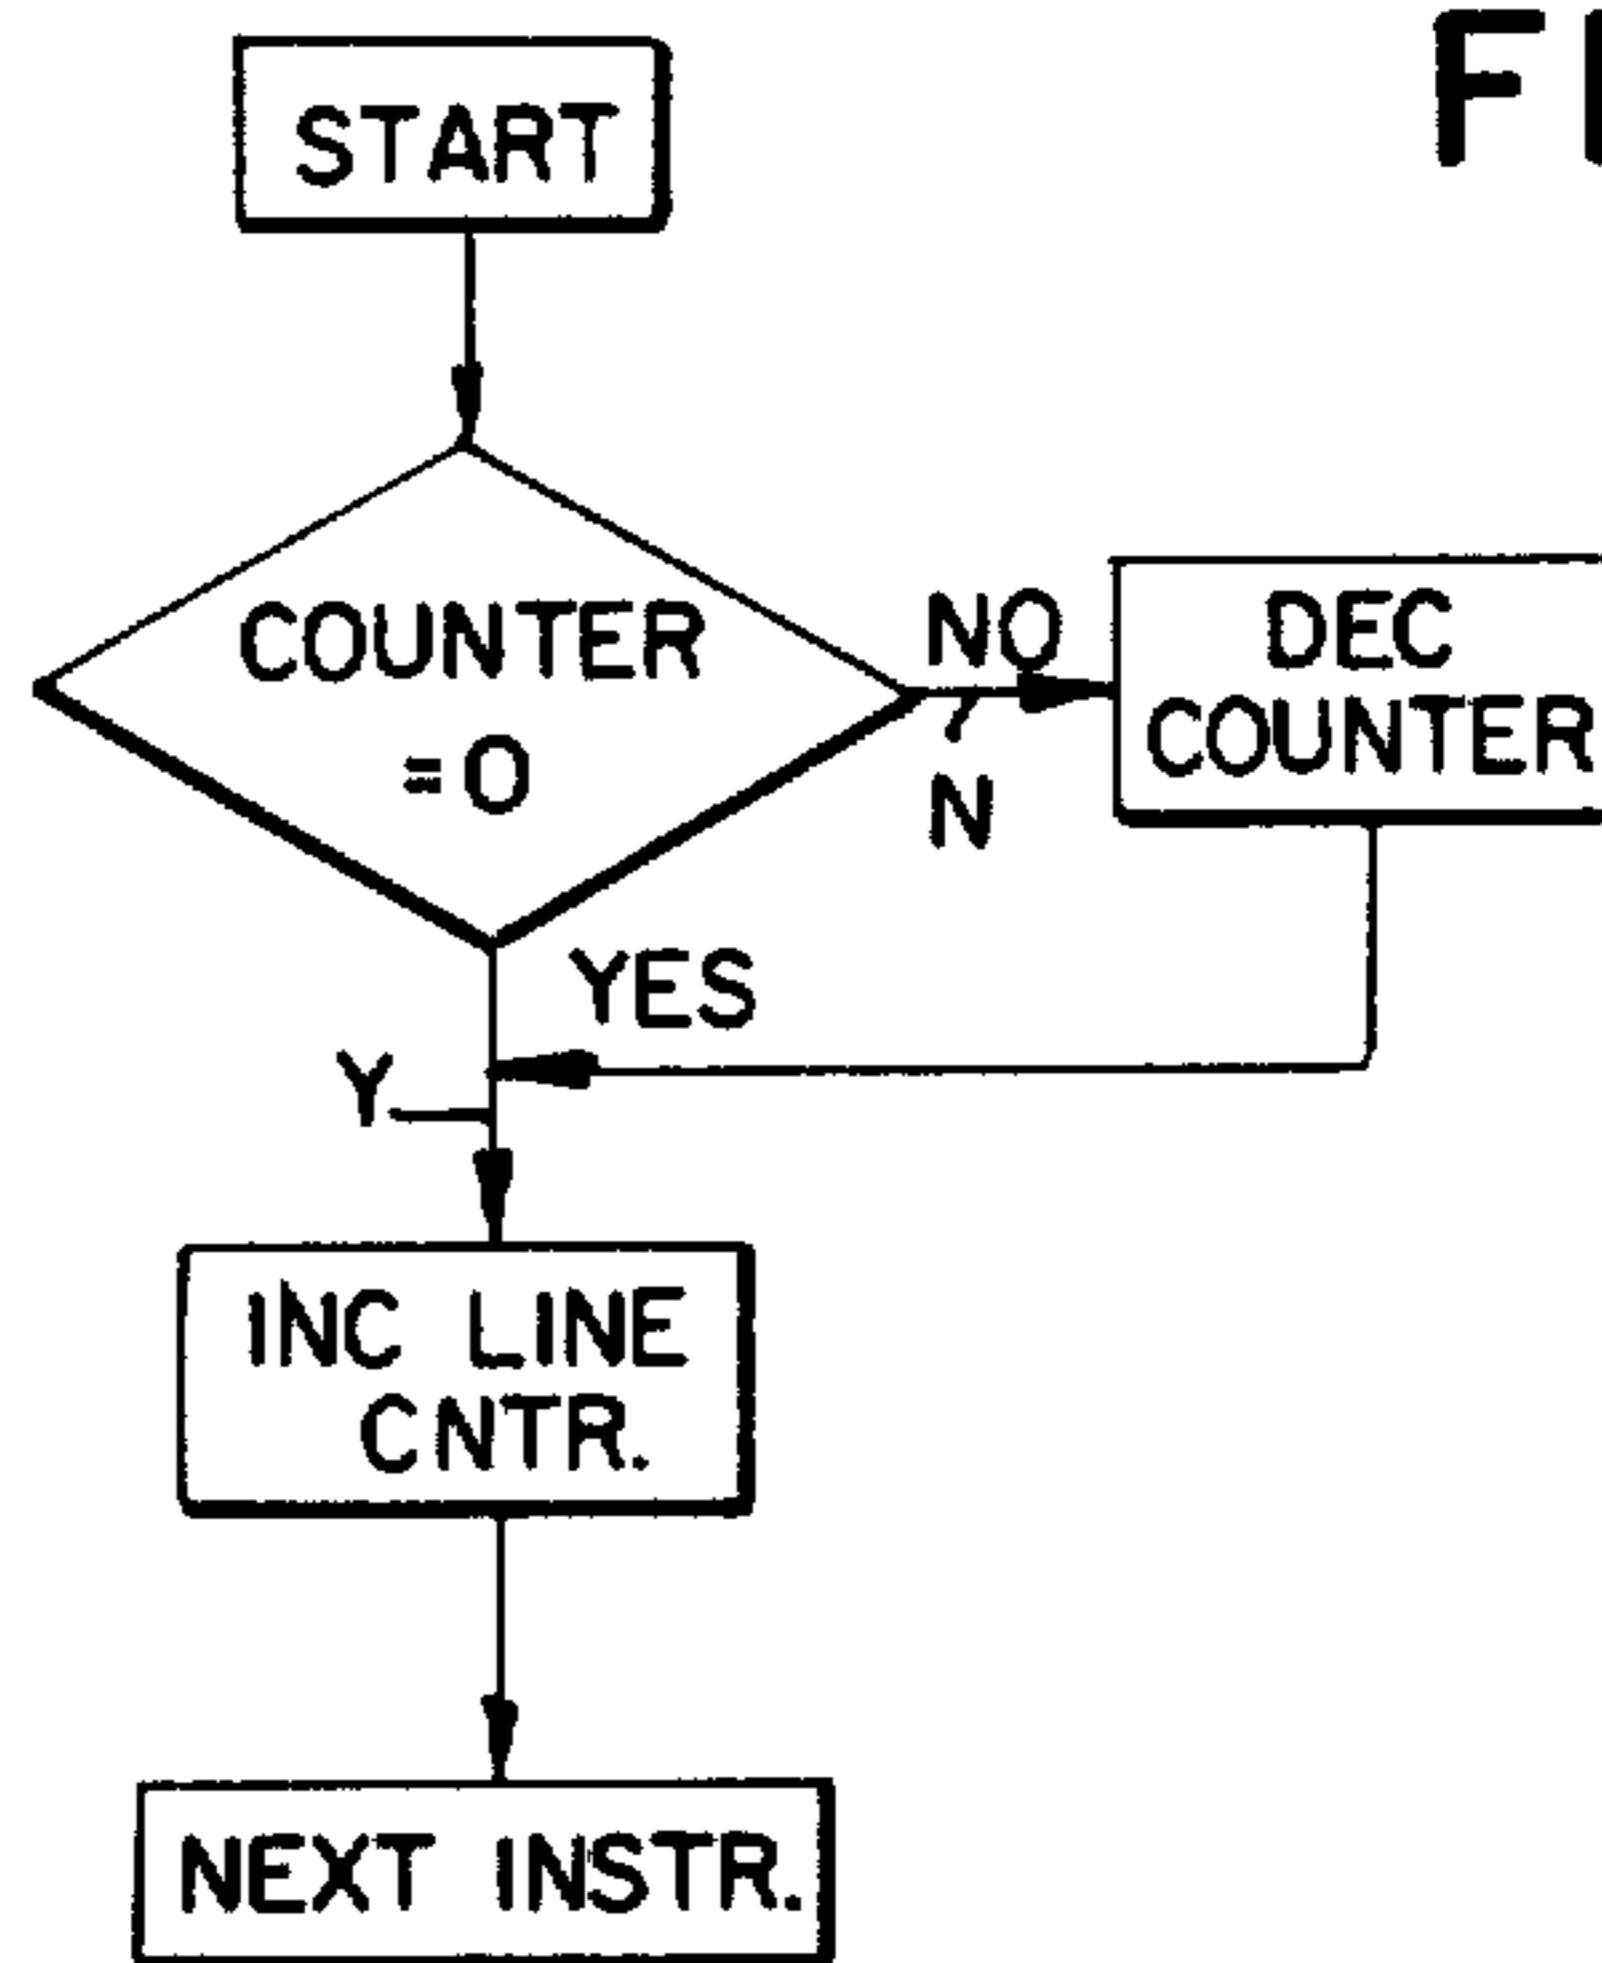 START
COUNTER
=0
NO
N
DEC
COUNTER
YES
Y
INC LINE
CNTR.
NEXT INSTR.